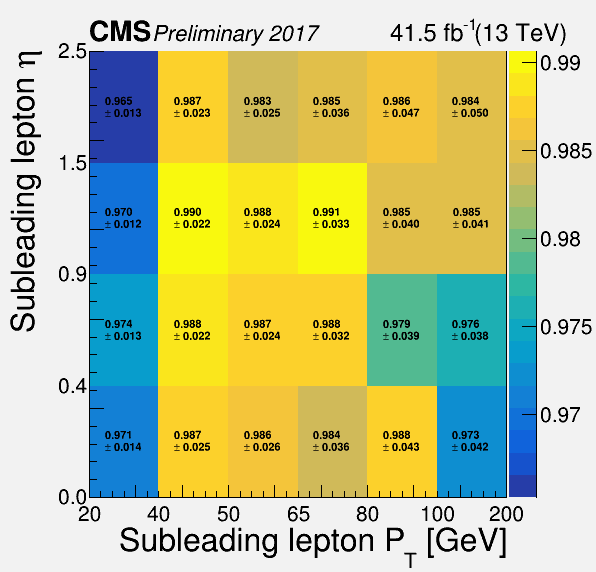 CMS Preliminary 2017 41.5 fb⁻¹(13 TeV)
Subleading lepton η
2.5
1.5
0.9
0.4
0.0
0.965 0.987 0.983 0.985 0.986 0.984
± 0.013 ± 0.023 ± 0.025 ± 0.036 ± 0.047 ± 0.050
0.970 0.990 0.988 0.991 0.985 0.985
± 0.012 ± 0.022 ± 0.024 ± 0.033 ± 0.040 ± 0.041
0.974 0.988 0.987 0.988 0.979 0.976
± 0.013 ± 0.022 ± 0.024 ± 0.032 ± 0.039 ± 0.038
0.971 0.987 0.986 0.984 0.988 0.973
± 0.014 ± 0.025 ± 0.026 ± 0.036 ± 0.043 ± 0.042
20 40 50 65 80 100 200
Subleading lepton P_T [GeV]
0.99
0.985
0.98
0.975
0.97